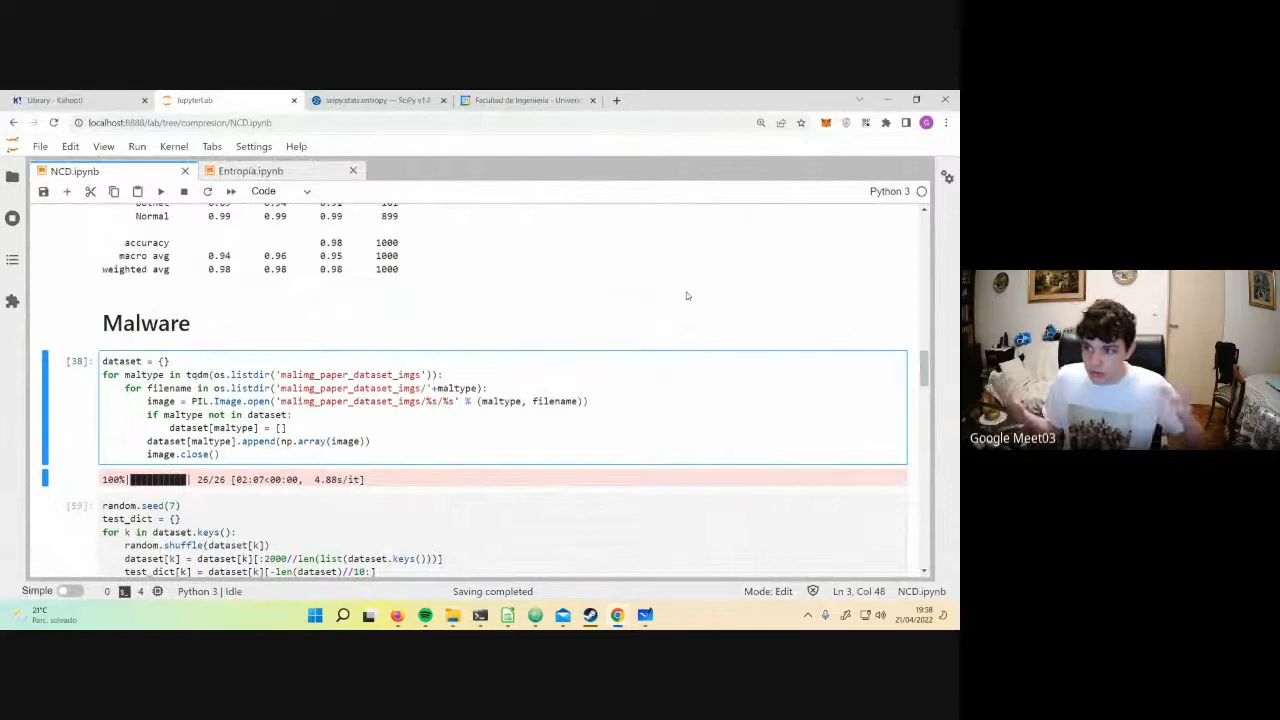 Library - Kahoot!
JupyterLab
scipy.stats.entropy — SciPy v1.8
Facultad de Ingeniería - Univers
localhost:8888/lab/tree/compresion/NCD.ipynb
G
File Edit View Run Kernel Tabs Settings Help
NCD.ipynb
Entropía.ipynb
Code
Python 3
Normal 0.99 0.99 0.99 899
accuracy 0.98 1000
macro avg 0.94 0.96 0.95 1000
weighted avg 0.98 0.98 0.98 1000
Malware
[38]:
dataset = {}
for maltype in tqdm(os.listdir('malimg_paper_dataset_imgs')):
for filename in os.listdir('malimg_paper_dataset_imgs/'+maltype):
image = PIL.Image.open('malimg_paper_dataset_imgs/%s/%s' % (maltype, filename))
if maltype not in dataset:
dataset[maltype] = []
dataset[maltype].append(np.array(image))
image.close()
100%|██████████| 26/26 [02:07<00:00, 4.88s/it]
[59]:
random.seed(7)
test_dict = {}
for k in dataset.keys():
random.shuffle(dataset[k])
dataset[k] = dataset[k][:2000//len(list(dataset.keys()))]
test_dict[k] = dataset[k][-len(dataset)//10:]
Simple 0 4 Python 3 | Idle Saving completed Mode: Edit Ln 3, Col 48 NCD.ipynb
21°C
Parc. soleado
19:58
21/04/2022
Google Meet03